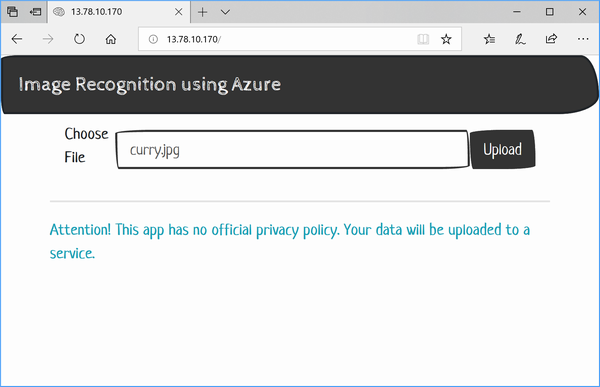 13.78.10.170
13.78.10.170/
Image Recognition using Azure
Choose
File
curry.jpg
Upload
Attention! This app has no official privacy policy. Your data will be uploaded to a
service.